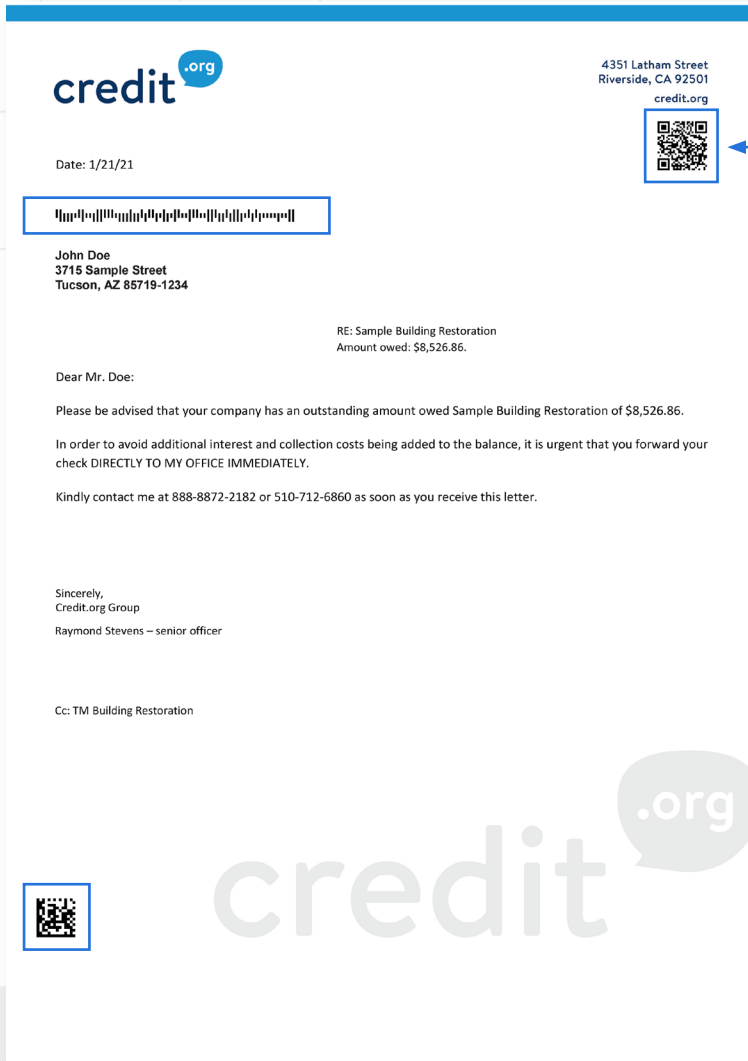 credit.org
4351 Latham Street
Riverside, CA 92501
credit.org
Date: 1/21/21
John Doe
3715 Sample Street
Tucson, AZ 85719-1234
RE: Sample Building Restoration
Amount owed: $8,526.86.
Dear Mr. Doe:
Please be advised that your company has an outstanding amount owed Sample Building Restoration of $8,526.86.
In order to avoid additional interest and collection costs being added to the balance, it is urgent that you forward your
check DIRECTLY TO MY OFFICE IMMEDIATELY.
Kindly contact me at 888-8872-2182 or 510-712-6860 as soon as you receive this letter.
Sincerely,
Credit.org Group
Raymond Stevens – senior officer
Cc: TM Building Restoration
credit.org